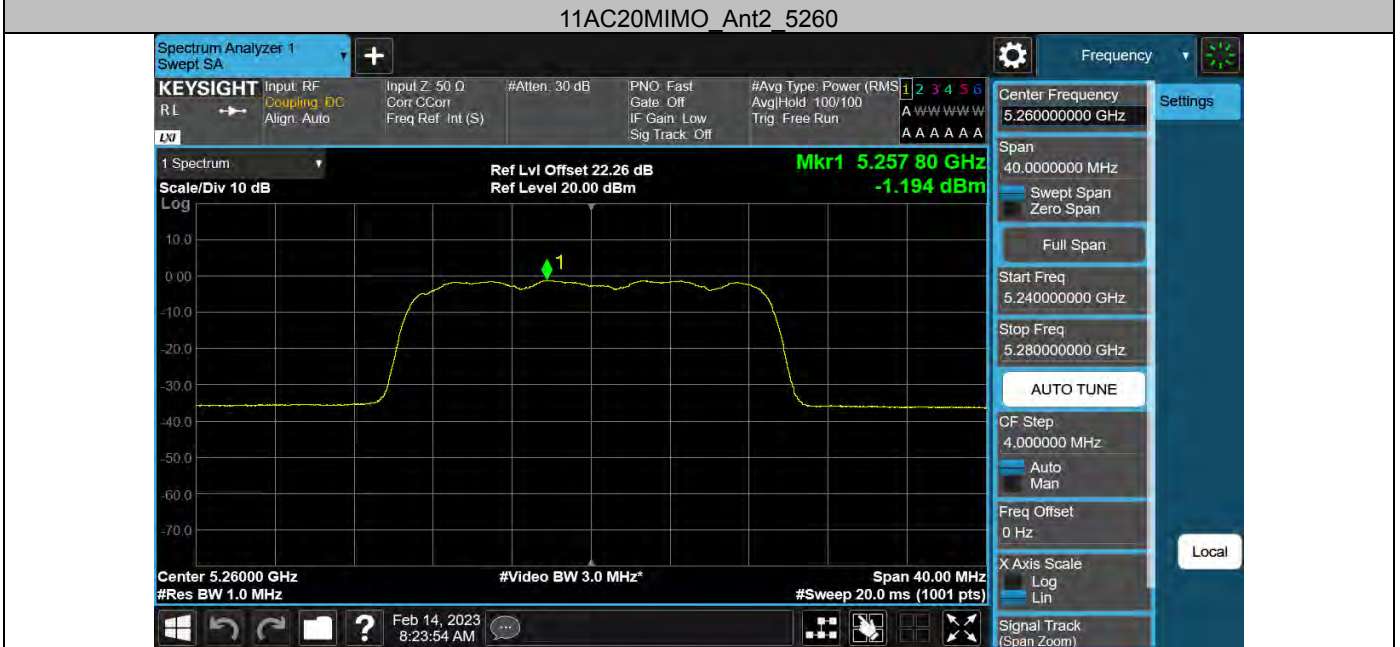 11AC20MIMO_Ant2_5260
Spectrum Analyzer 1
Swept SA
Frequency
KEYSIGHT
R L
LXI
Input: RF
Coupling: DC
Align: Auto
Input Z: 50 Ω
Corr CCorr
Freq Ref: Int (S)
#Atten: 30 dB
PNO: Fast
Gate: Off
IF Gain: Low
Sig Track: Off
#Avg Type: Power (RMS
Avg|Hold: 100/100
Trig: Free Run
1 2 3 4 5 6
A W W W W W
A A A A A A
1 Spectrum
Scale/Div 10 dB
Log
Ref Lvl Offset 22.26 dB
Ref Level 20.00 dBm
Mkr1 5.257 80 GHz
-1.194 dBm
1
10.0
0.00
-10.0
-20.0
-30.0
-40.0
-50.0
-60.0
-70.0
Center 5.26000 GHz
#Res BW 1.0 MHz
#Video BW 3.0 MHz*
Span 40.00 MHz
#Sweep 20.0 ms (1001 pts)
?
Feb 14, 2023
8:23:54 AM
Center Frequency
5.260000000 GHz
Span
40.0000000 MHz
Swept Span
Zero Span
Full Span
Start Freq
5.240000000 GHz
Stop Freq
5.280000000 GHz
AUTO TUNE
CF Step
4.000000 MHz
Auto
Man
Freq Offset
0 Hz
X Axis Scale
Log
Lin
Signal Track
(Span Zoom)
Settings
Local